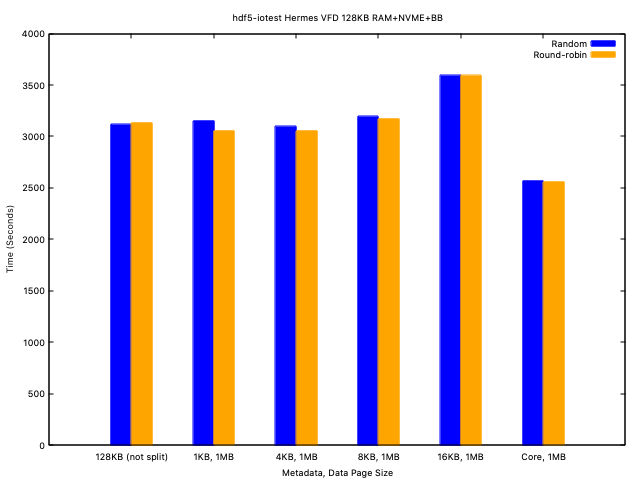 hdf5-iotest Hermes VFD 128KB RAM+NVME+BB
Random
Round-robin
4000
3500
3000
2500
2000
1500
1000
500
0
Time (Seconds)
128KB (not split) 1KB, 1MB 4KB, 1MB 8KB, 1MB 16KB, 1MB Core, 1MB
Metadata, Data Page Size